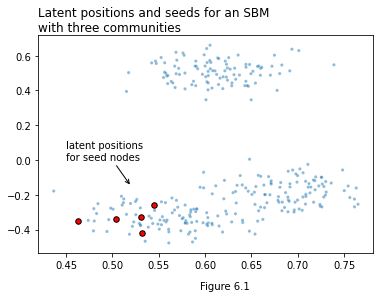 Latent positions and seeds for an SBM
with three communities
0.6
0.4
0.2
0.0
−0.2
−0.4
latent positions
for seed nodes
0.45 0.50 0.55 0.60 0.65 0.70 0.75
Figure 6.1